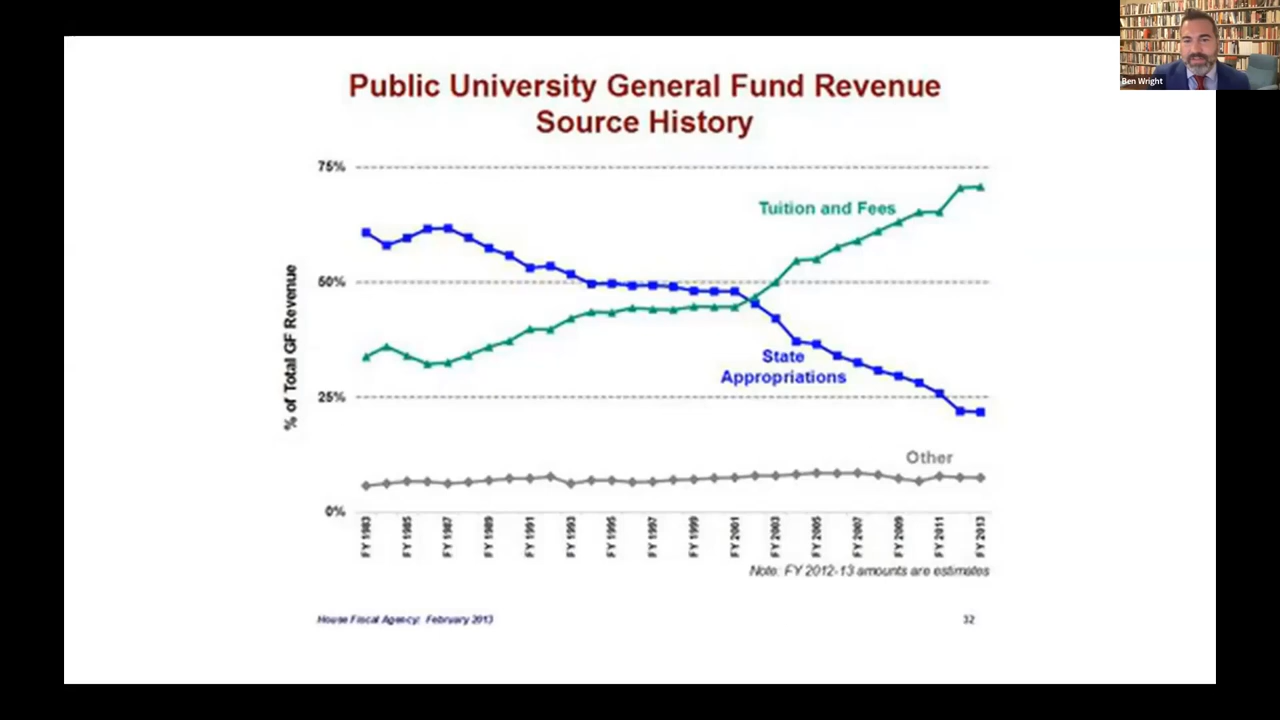 Ben Wright
Public University General Fund Revenue
Source History
% of Total GF Revenue
75%
50%
25%
0%
Tuition and Fees
State
Appropriations
Other
FY 1983
FY 1985
FY 1987
FY 1989
FY 1991
FY 1993
FY 1995
FY 1997
FY 1999
FY 2001
FY 2003
FY 2005
FY 2007
FY 2009
FY 2011
FY 2013
Note: FY 2012-13 amounts are estimates
House Fiscal Agency: February 2013
32